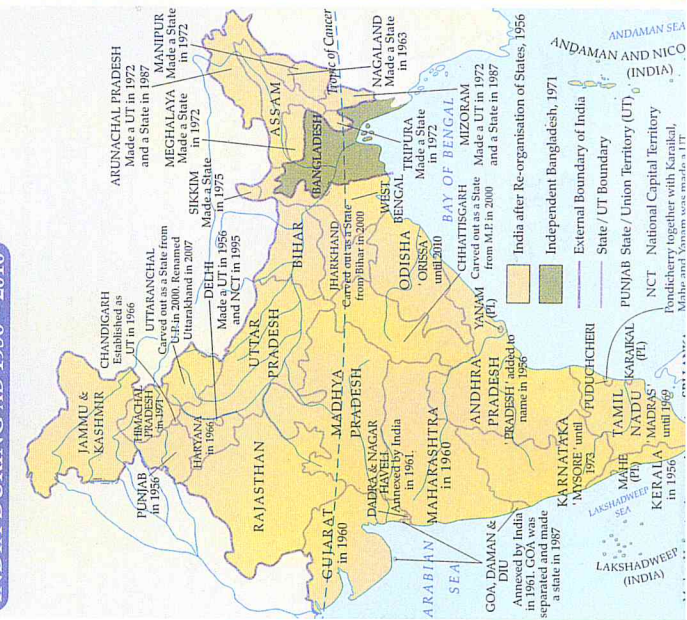 INDIA DURING AD 1956 - 2010
JAMMU &
KASHMIR
CHANDIGARH
Established as
UT in 1966
UTTARANCHAL
Carved out as a State from
U.P. in 2000. Renamed
Uttarakhand in 2007
HIMACHAL
PRADESH
in 1971
PUNJAB
in 1956
HARYANA
in 1966
DELHI
Made a UT in 1956
and NCT in 1995
SIKKIM
Made a State
in 1975
ARUNACHAL PRADESH
Made a UT in 1972
and a State in 1987
MEGHALAYA
Made a State
in 1972
MANIPUR
Made a State
in 1972
ASSAM
Tropic of Cancer
NAGALAND
Made a State
in 1963
BANGLADESH
TRIPURA
Made a State
in 1972
MIZORAM
Made a UT in 1972
and a State in 1987
RAJASTHAN
UTTAR
PRADESH
BIHAR
JHARKHAND
Carved out as a State
from Bihar in 2000
WEST
BENGAL
BAY OF BENGAL
GUJARAT
in 1960
MADHYA
PRADESH
ODISHA
ORISSA
until 2010
CHHATTISGARH
Carved out as a State
from M.P. in 2000
DADRA & NAGAR
HAVELI
Annexed by India
in 1961.
MAHARASHTRA
in 1960
ARABIAN
SEA
GOA, DAMAN &
DIU
Annexed by India
in 1961. GOA was
separated and made
a state in 1987
ANDHRA
PRADESH
'PRADESH' added to
name in 1956
YANAM
(PL)
KARNATAKA
'MYSORE' until
1973
PUDUCHCHERI
MAHE
(PL)
TAMIL
NADU
'MADRAS'
until 1969
KARAIKAL
(PL)
KERALA
in 1956
LAKSHADWEEP
SEA
LAKSHADWEEP
(INDIA)
India after Re-organisation of States, 1956
Independent Bangladesh, 1971
External Boundary of India
State / UT Boundary
PUNJAB State / Union Territory (UT)
NCT National Capital Territory
Pondicherry together with Karaikal,
Mahe and Yanam was made a UT
ANDAMAN SEA
ANDAMAN AND NICO
(INDIA)